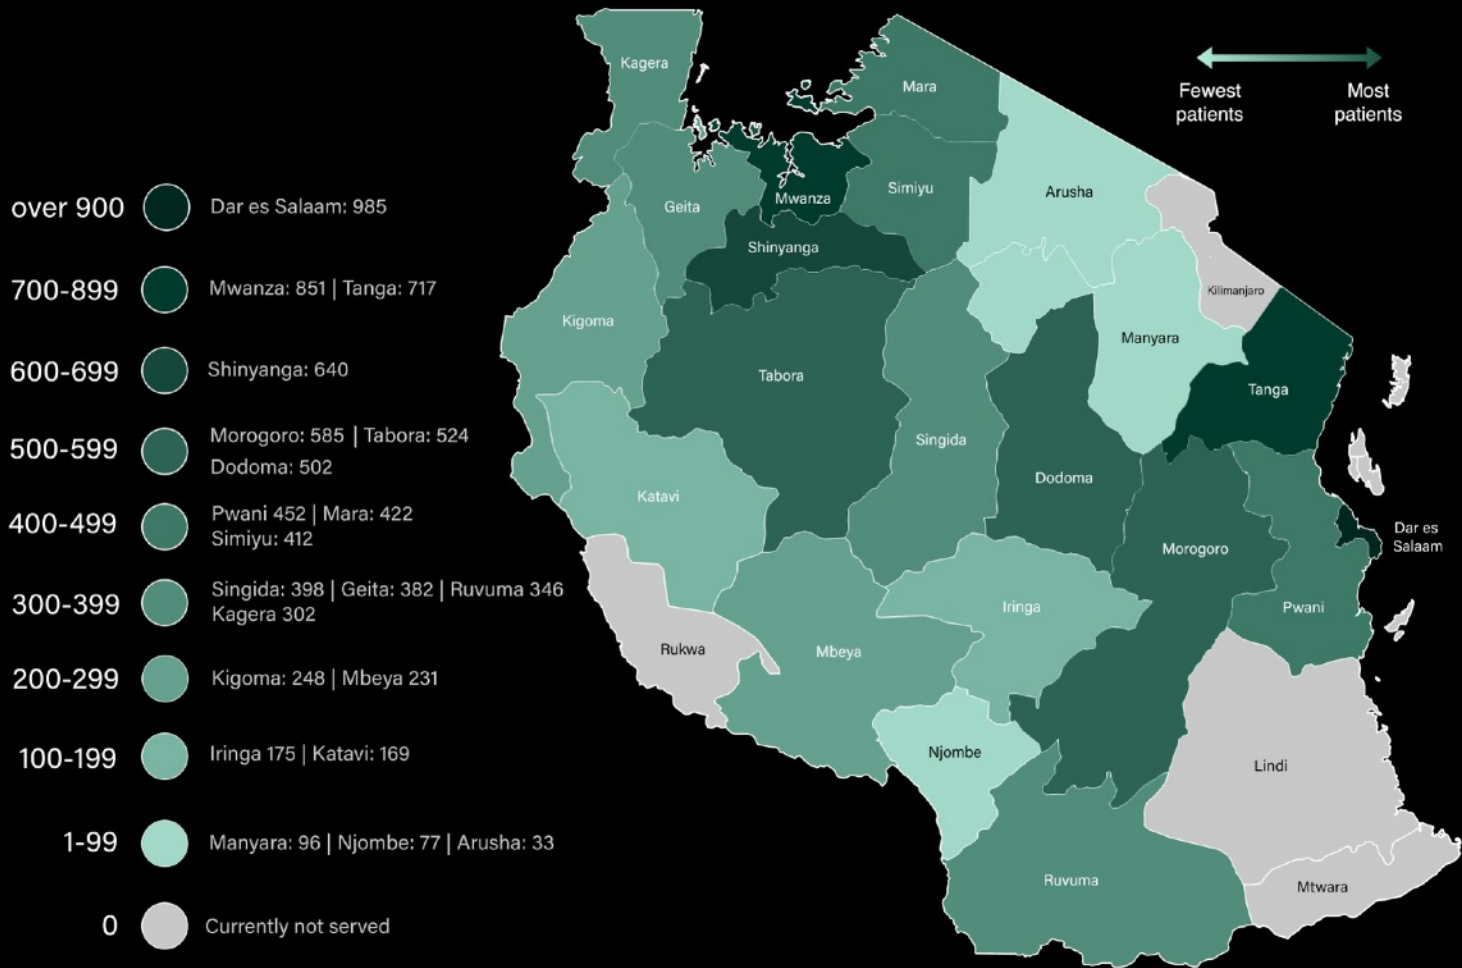 over 900
Dar es Salaam: 985
700-899
Mwanza: 851 | Tanga: 717
600-699
Shinyanga: 640
500-599
Morogoro: 585 | Tabora: 524
Dodoma: 502
400-499
Pwani 452 | Mara: 422
Simiyu: 412
300-399
Singida: 398 | Geita: 382 | Ruvuma 346
Kagera 302
200-299
Kigoma: 248 | Mbeya 231
100-199
Iringa 175 | Katavi: 169
1-99
Manyara: 96 | Njombe: 77 | Arusha: 33
0
Currently not served
Fewest
patients
Most
patients
Kagera
Mara
Simiyu
Arusha
Mwanza
Geita
Shinyanga
Kilimanjaro
Kigoma
Manyara
Tabora
Tanga
Singida
Dodoma
Katavi
Dar es
Salaam
Morogoro
Iringa
Pwani
Rukwa
Mbeya
Njombe
Lindi
Ruvuma
Mtwara